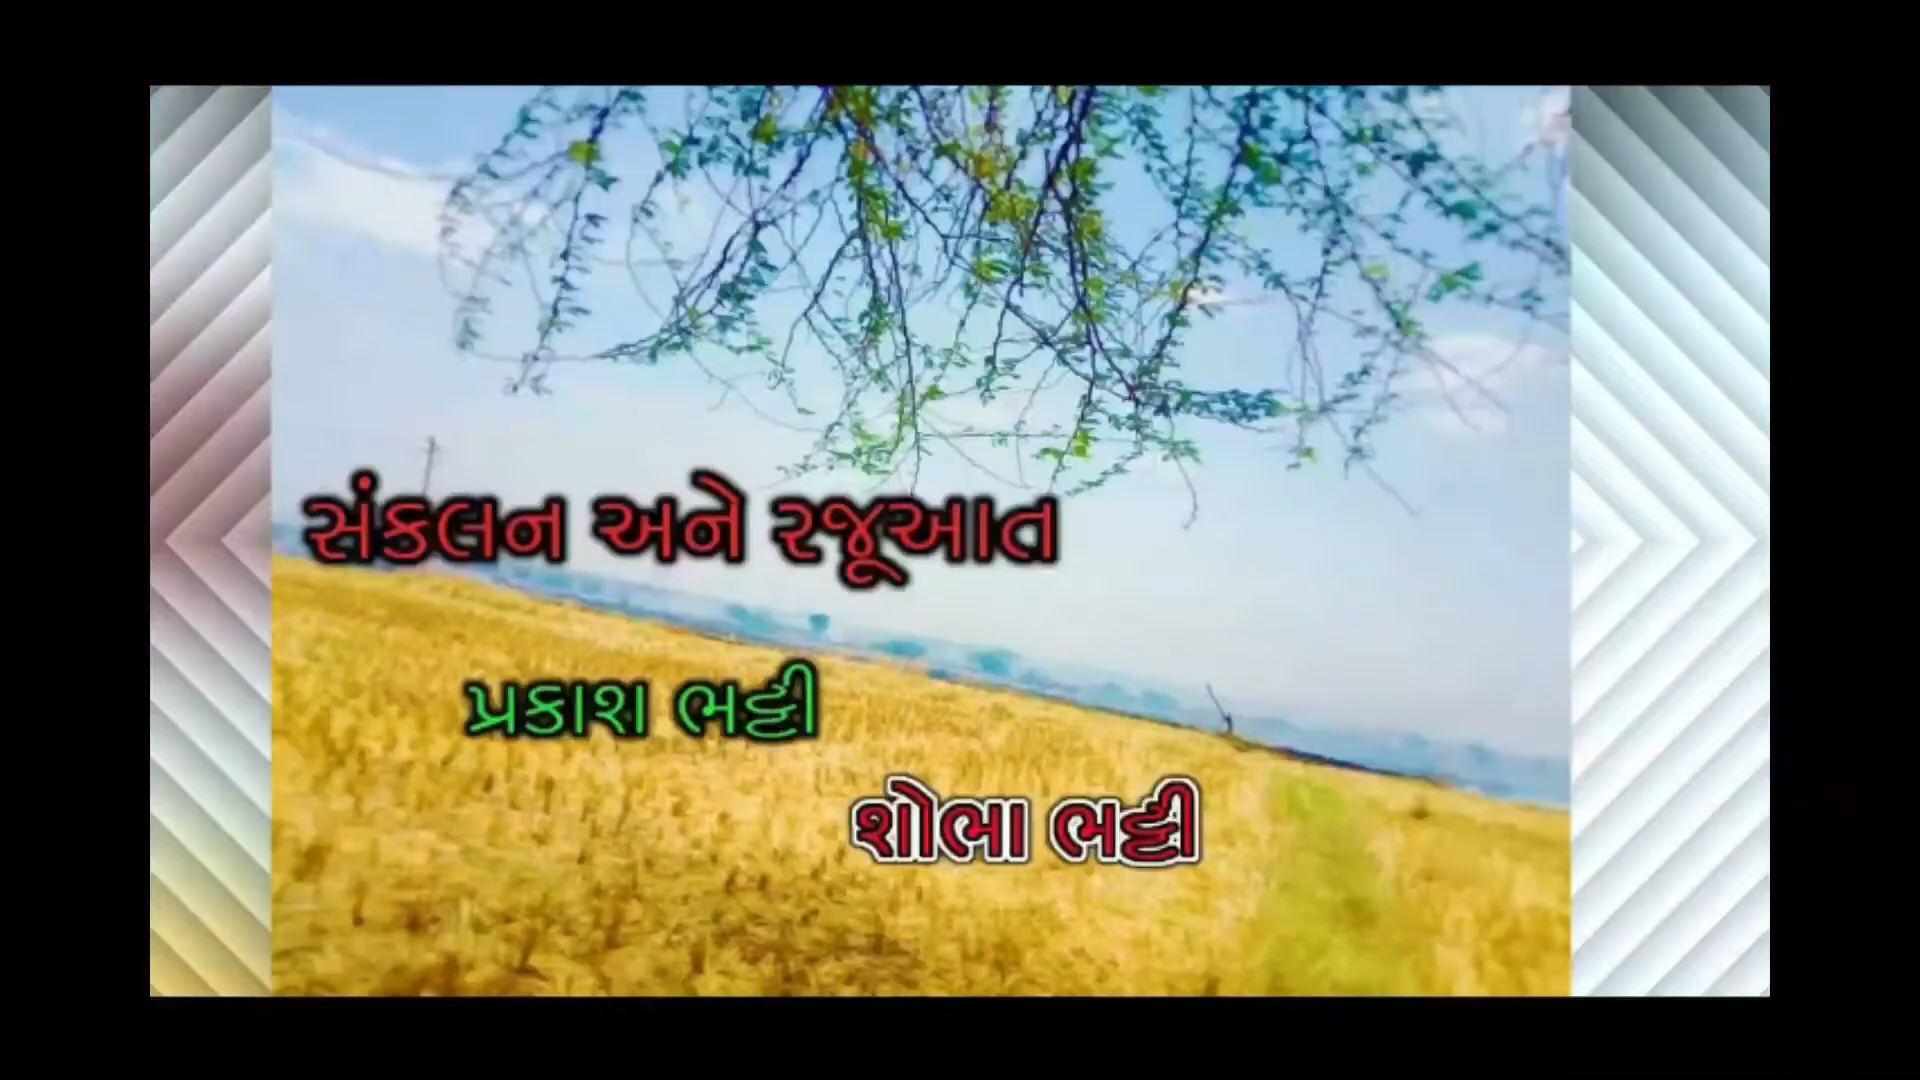 સંકલન અને રજૂઆત
પ્રકાશ ભટ્ટી
શોભા ભટ્ટી